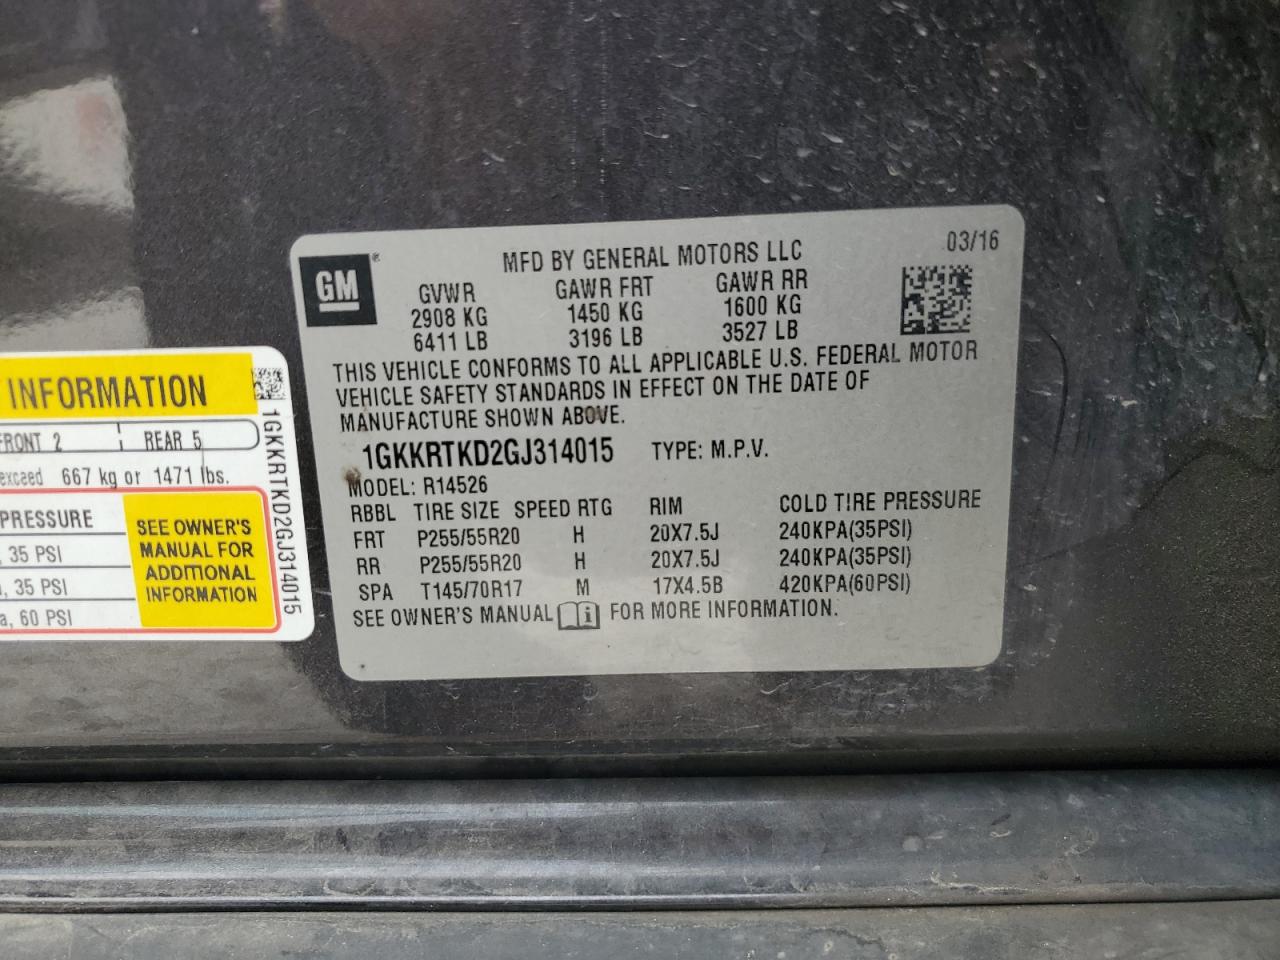 GM
®
MFD BY GENERAL MOTORS LLC
03/16
GVWR GAWR FRT GAWR RR
2908 KG 1450 KG 1600 KG
6411 LB 3196 LB 3527 LB
THIS VEHICLE CONFORMS TO ALL APPLICABLE U.S. FEDERAL MOTOR
VEHICLE SAFETY STANDARDS IN EFFECT ON THE DATE OF
MANUFACTURE SHOWN ABOVE.
1GKKRTKD2GJ314015 TYPE: M.P.V.
MODEL: R14526
RBBL TIRE SIZE SPEED RTG RIM COLD TIRE PRESSURE
FRT P255/55R20 H 20X7.5J 240KPA(35PSI)
RR P255/55R20 H 20X7.5J 240KPA(35PSI)
SPA T145/70R17 M 17X4.5B 420KPA(60PSI)
SEE OWNER'S MANUAL i FOR MORE INFORMATION.
INFORMATION
FRONT 2 REAR 5
exceed 667 kg or 1471 lbs.
PRESSURE
, 35 PSI
, 35 PSI
a, 60 PSI
SEE OWNER'S
MANUAL FOR
ADDITIONAL
INFORMATION
1GKKRTKD2GJ314015